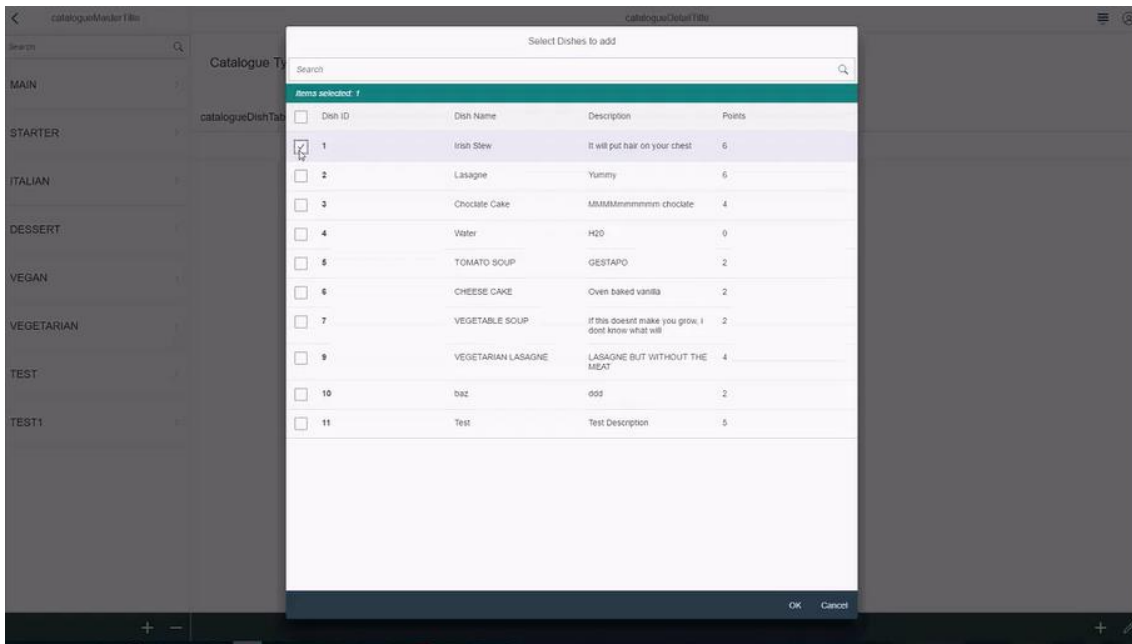 catalogueMasterTitle
catalogueDetailTitle
Search
MAIN
STARTER
ITALIAN
DESSERT
VEGAN
VEGETARIAN
TEST
TEST1
Catalogue Ty
catalogueDishTab
Select Dishes to add
Search
Items selected: 1
Dish ID Dish Name Description Points
1 Irish Stew It will put hair on your chest 6
2 Lasagne Yummy 6
3 Choclate Cake MMMMmmmmmm choclate 4
4 Water H20 0
5 TOMATO SOUP GESTAPO 2
6 CHEESE CAKE Oven baked vanilla 2
7 VEGETABLE SOUP If this doesnt make you grow, i 2
dont know what will
9 VEGETARIAN LASAGNE LASAGNE BUT WITHOUT THE 4
MEAT
10 baz ddd 2
11 Test Test Description 5
OK Cancel